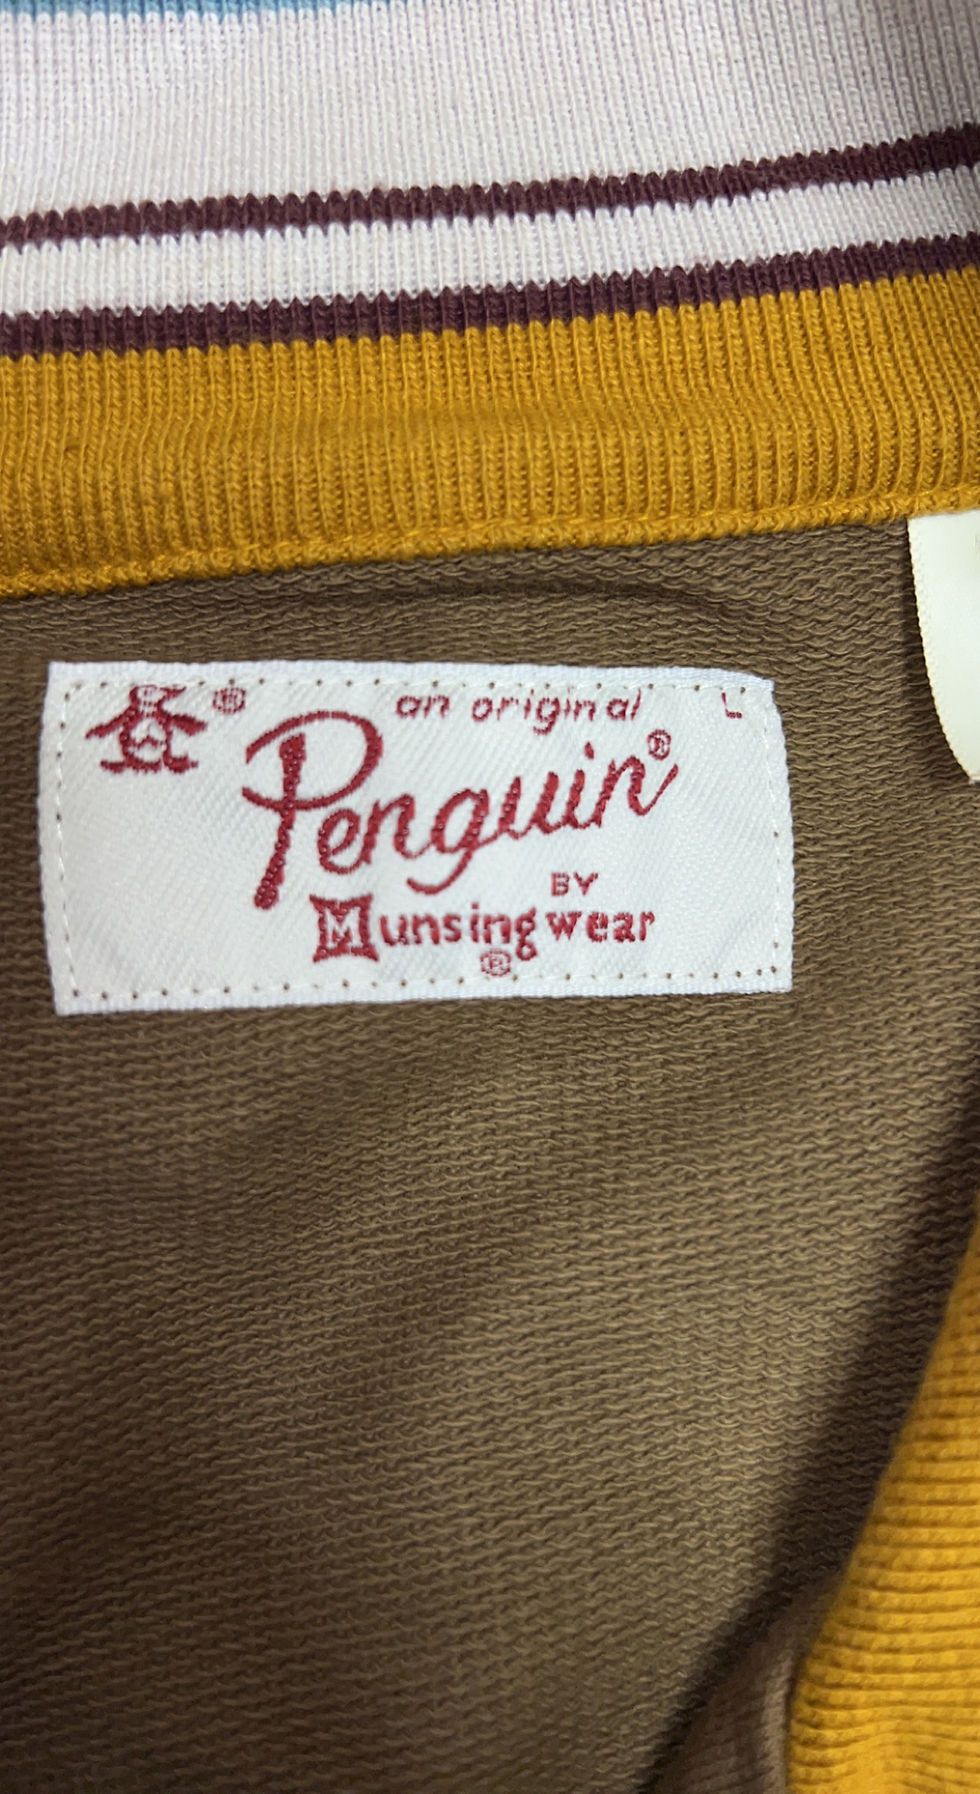 ® an original L
Penguin®
BY
Munsingwear
®